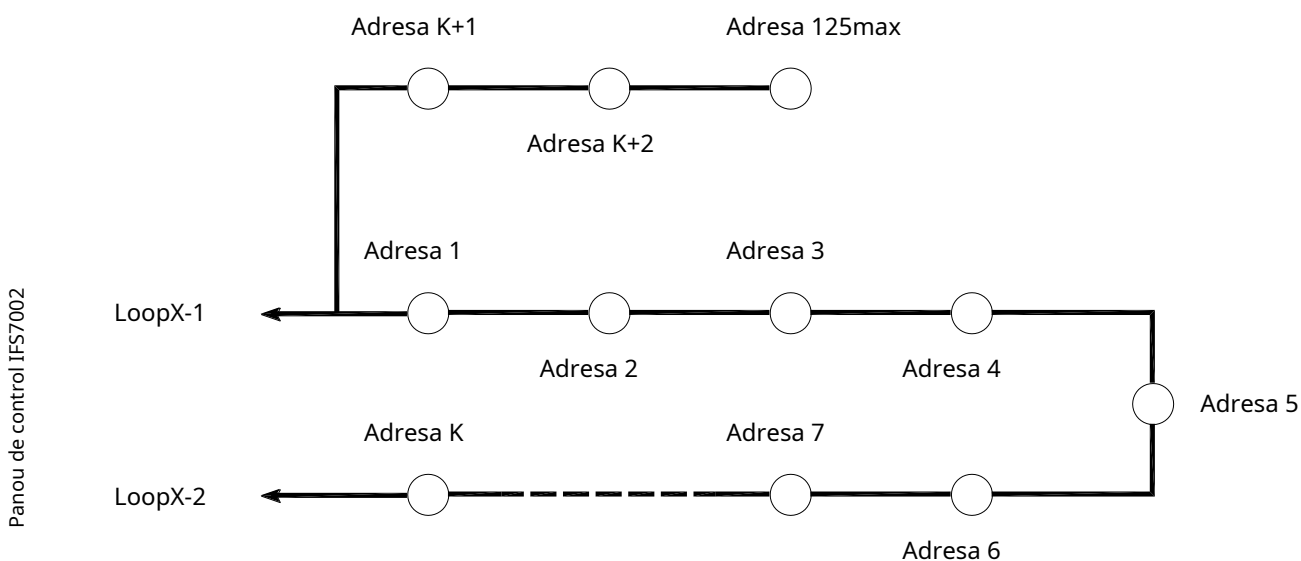 Adresa K+1
Adresa 125max
Adresa K+2
Adresa 1
Adresa 3
LoopX-1
Adresa 2
Adresa 4
Adresa 5
Adresa K
Adresa 7
LoopX-2
Adresa 6
Panou de control IFS7002